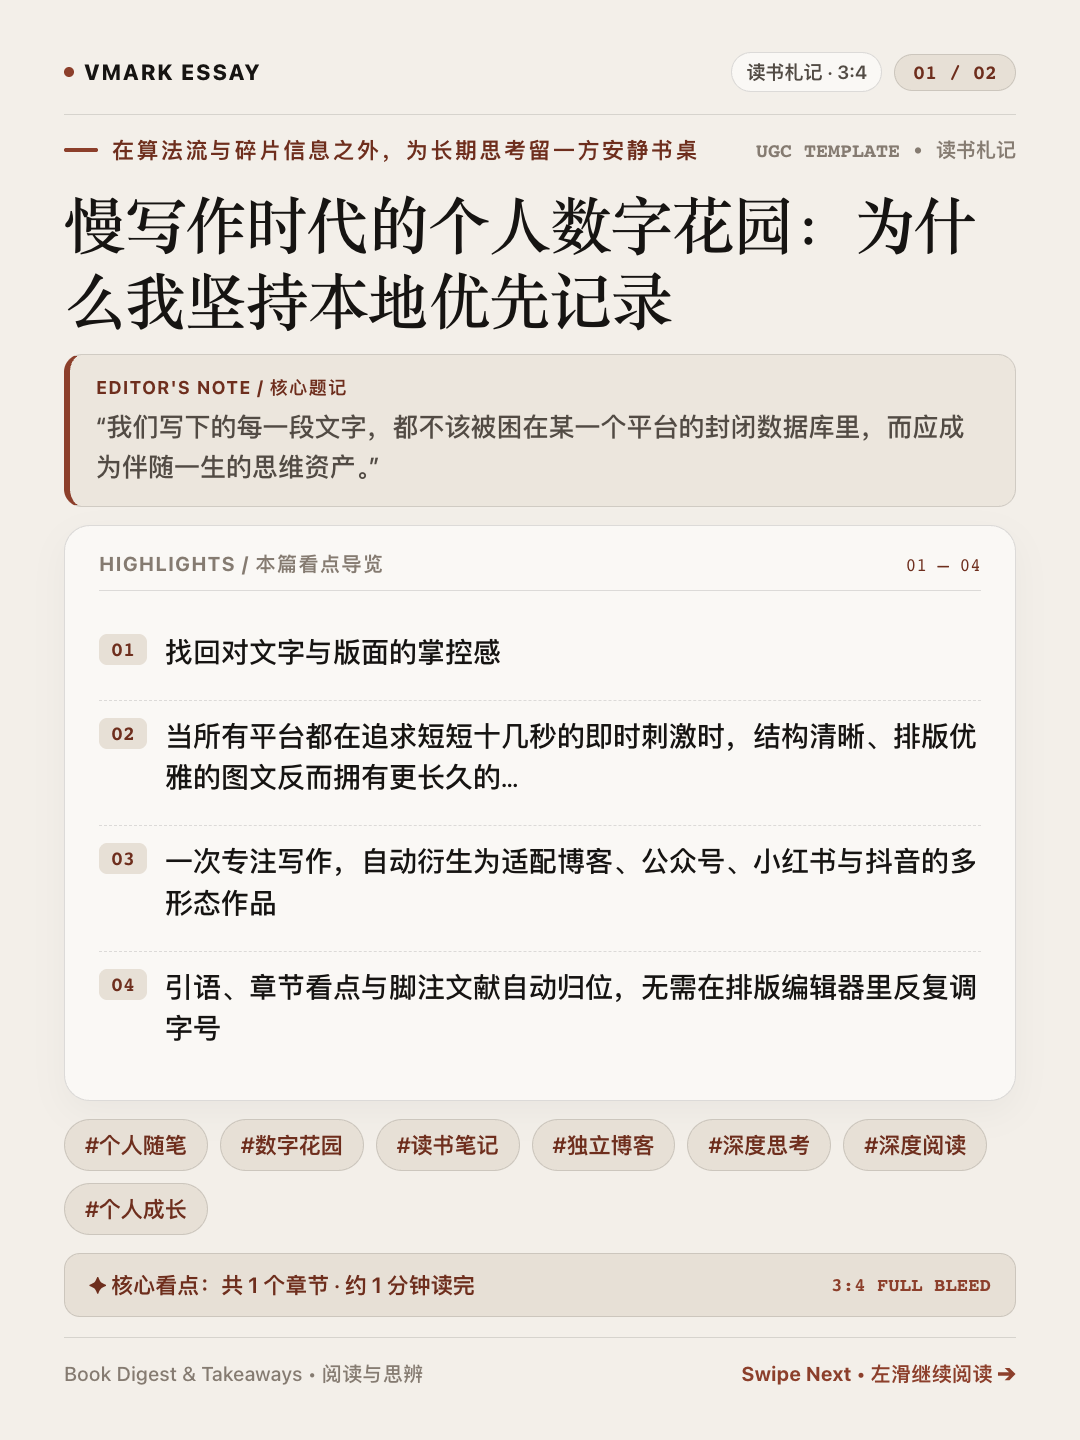 VMARK ESSAY
读书札记 · 3:4
01 / 02
在算法流与碎片信息之外，为长期思考留一方安静书桌
UGC TEMPLATE • 读书札记
慢写作时代的个人数字花园：为什
么我坚持本地优先记录
EDITOR'S NOTE / 核心题记
“我们写下的每一段文字，都不该被困在某一个平台的封闭数据库里，而应成
为伴随一生的思维资产。”
HIGHLIGHTS / 本篇看点导览
01 — 04
01 找回对文字与版面的掌控感
02 当所有平台都在追求短短十几秒的即时刺激时，结构清晰、排版优
雅的图文反而拥有更长久的...
03 一次专注写作，自动衍生为适配博客、公众号、小红书与抖音的多
形态作品
04 引语、章节看点与脚注文献自动归位，无需在排版编辑器里反复调
字号
#个人随笔 #数字花园 #读书笔记 #独立博客 #深度思考 #深度阅读
#个人成长
✦ 核心看点：共 1 个章节 · 约 1 分钟读完
3:4 FULL BLEED
Book Digest & Takeaways • 阅读与思辨
Swipe Next • 左滑继续阅读 ➔